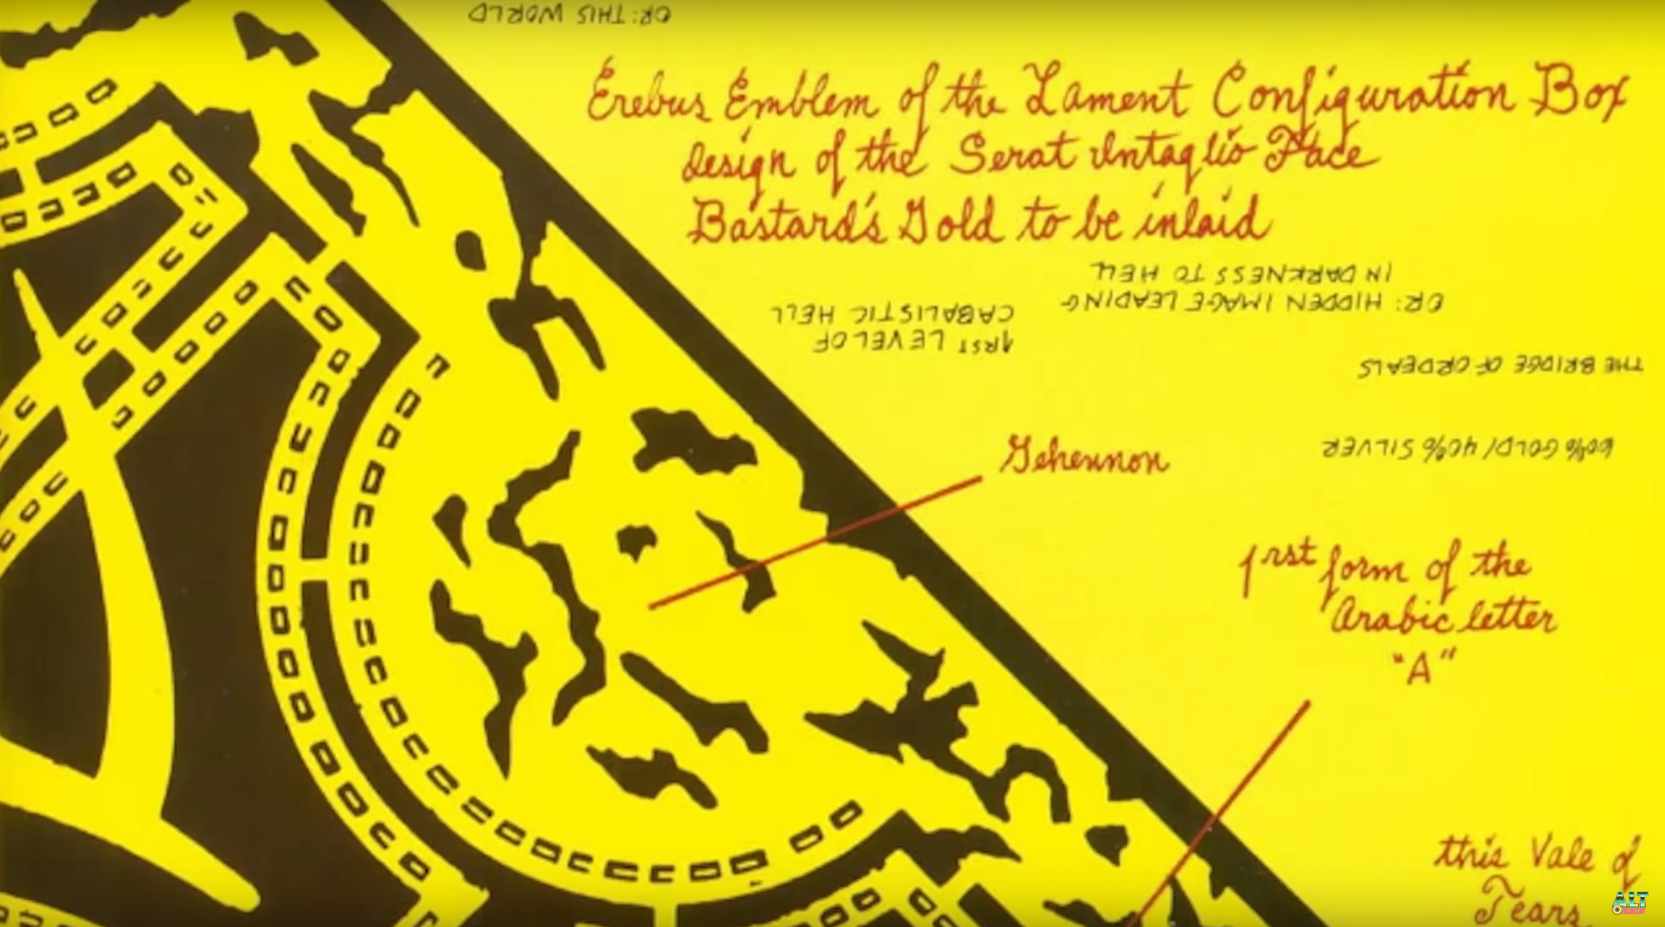 OR: THIS WORLD
Erebus Emblem of the Lament Configuration Box
design of the Serat Intaglio Face
Bastard's Gold to be inlaid
OR: HIDDEN IMAGE LEADING
IN DARKNESS TO HELL
1RST LEVEL OF
CABALISTIC HELL
THE BRIDGE OF ORDEALS
60% GOLD/40% SILVER
Gehennon
1rst form of the
Arabic letter
"A"
this Vale of
Tears
ALT